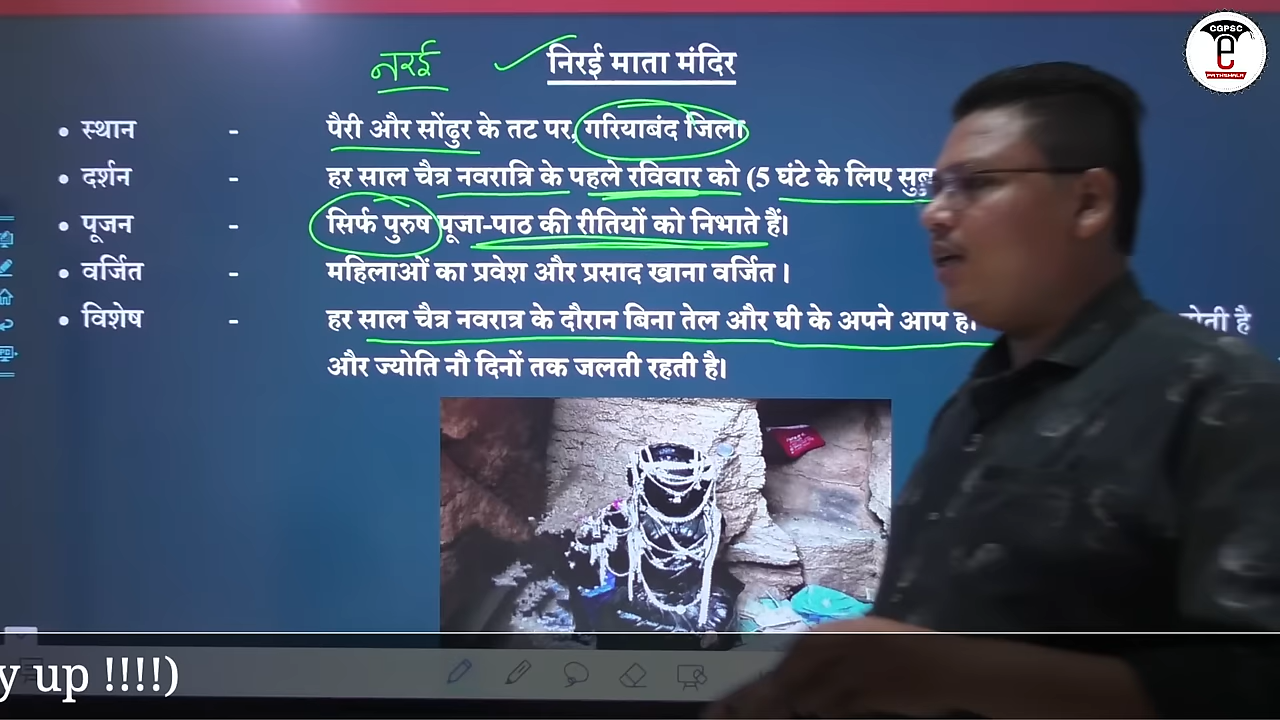 CGPSC
e
PATHSHALA
नरई निरई माता मंदिर
• स्थान - पैरी और सोंढुर के तट पर, गरियाबंद जिला
• दर्शन - हर साल चैत्र नवरात्रि के पहले रविवार को (5 घंटे के लिए
• पूजन - सिर्फ पुरुष पूजा-पाठ की रीतियों को निभाते हैं।
• वर्जित - महिलाओं का प्रवेश और प्रसाद खाना वर्जित।
• विशेष - हर साल चैत्र नवरात्र के दौरान बिना तेल और घी के अपने आप होती है
और ज्योति नौ दिनों तक जलती रहती है।
y up !!!!)